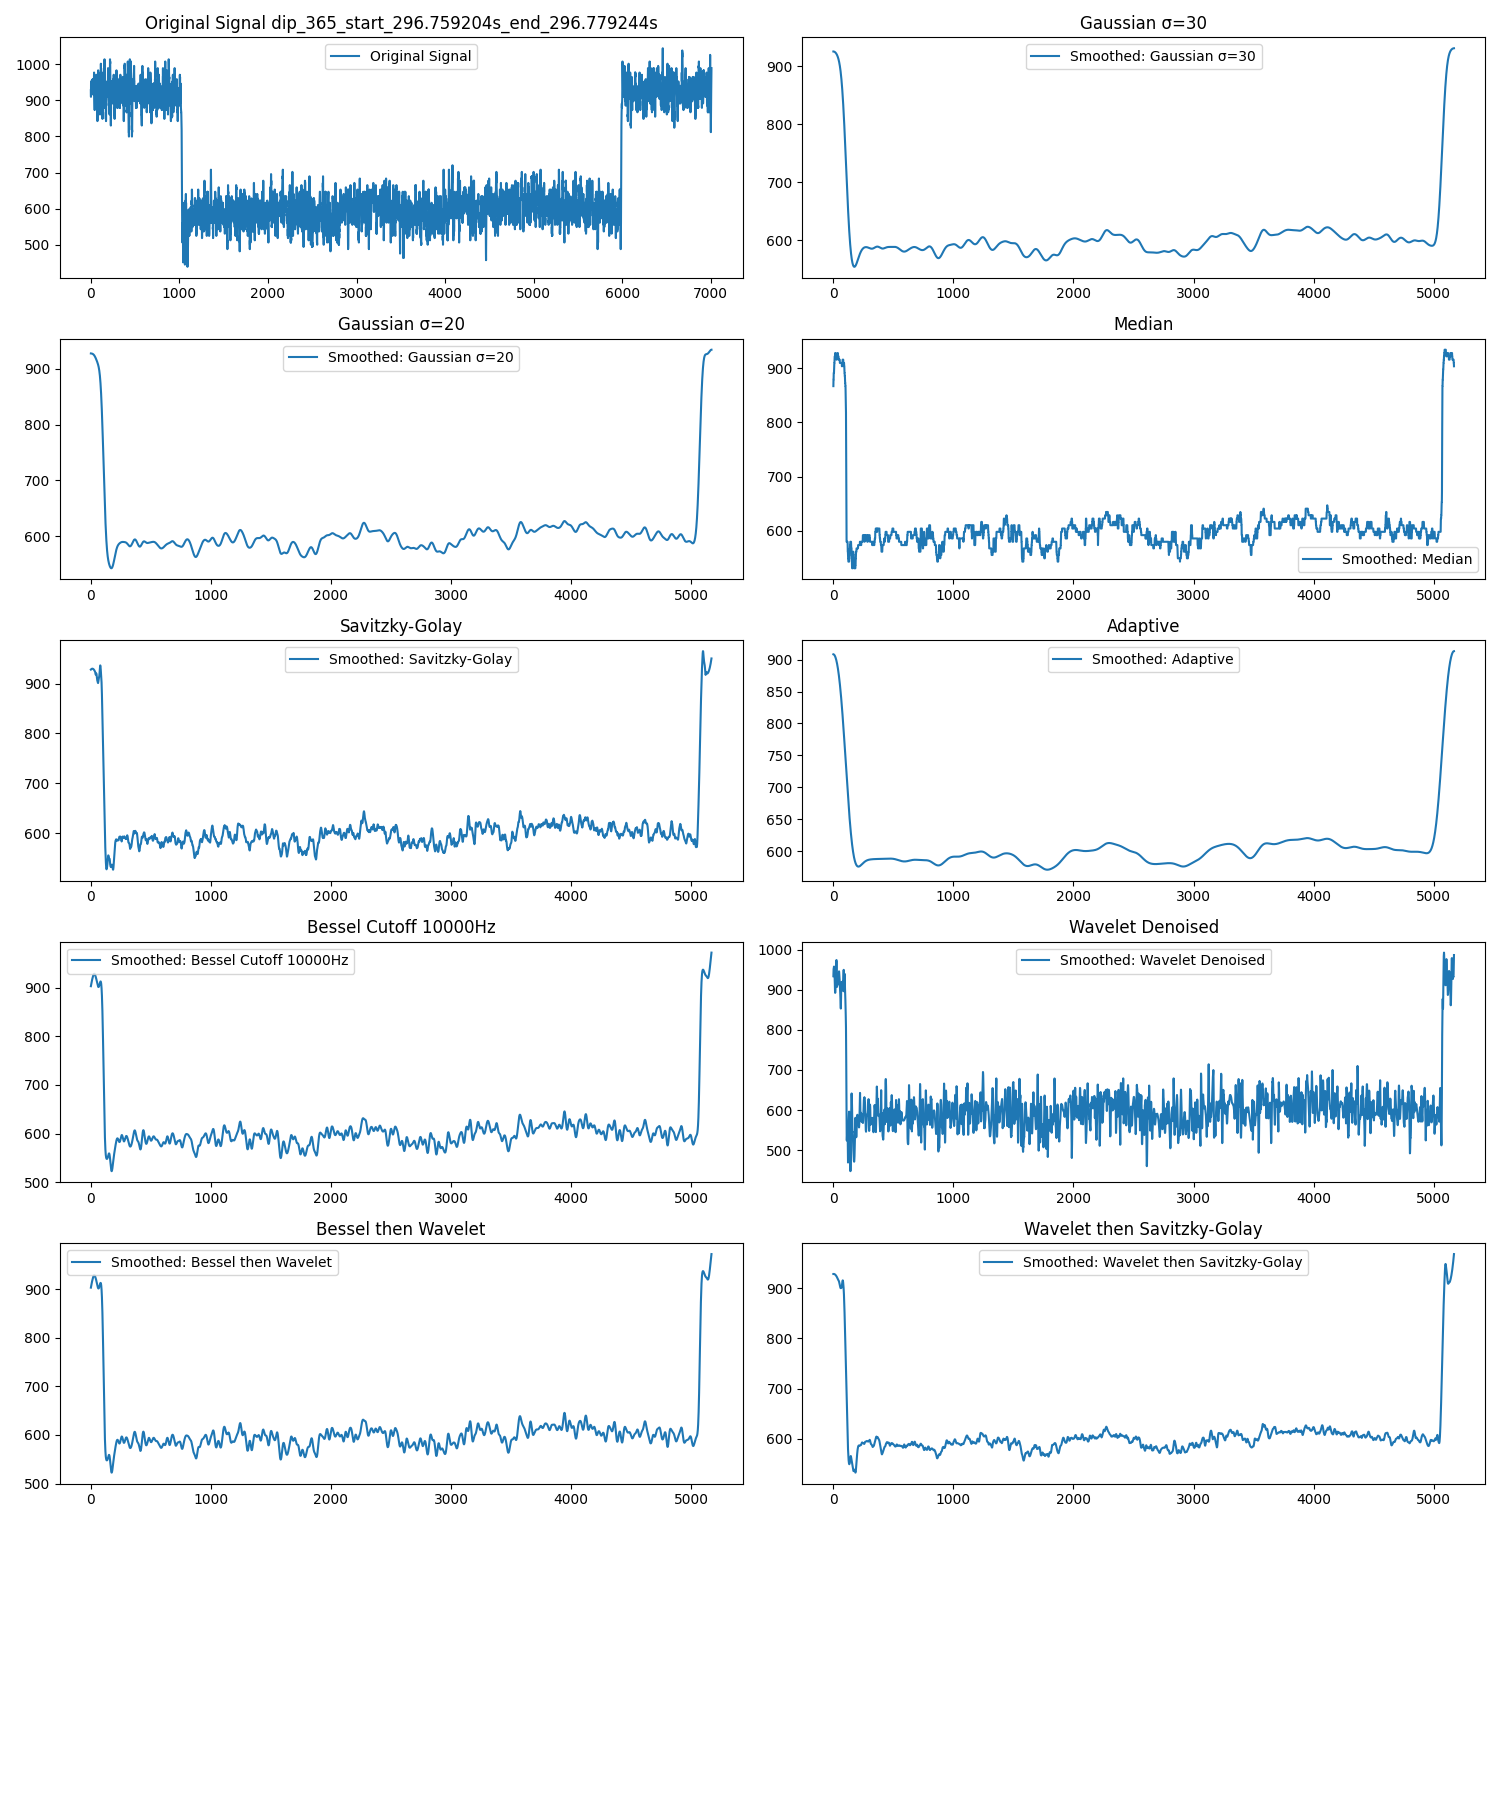 Original Signal dip_365_start_296.759204s_end_296.779244s
Original Signal
1000
900
800
700
600
500
0 1000 2000 3000 4000 5000 6000 7000
Gaussian σ=30
Smoothed: Gaussian σ=30
900
800
700
600
0 1000 2000 3000 4000 5000
Gaussian σ=20
Smoothed: Gaussian σ=20
900
800
700
600
0 1000 2000 3000 4000 5000
Median
900
800
700
600
Smoothed: Median
0 1000 2000 3000 4000 5000
Savitzky-Golay
Smoothed: Savitzky-Golay
900
800
700
600
0 1000 2000 3000 4000 5000
Adaptive
Smoothed: Adaptive
900
850
800
750
700
650
600
0 1000 2000 3000 4000 5000
Bessel Cutoff 10000Hz
Smoothed: Bessel Cutoff 10000Hz
900
800
700
600
500
0 1000 2000 3000 4000 5000
Wavelet Denoised
Smoothed: Wavelet Denoised
1000
900
800
700
600
500
0 1000 2000 3000 4000 5000
Bessel then Wavelet
Smoothed: Bessel then Wavelet
900
800
700
600
500
0 1000 2000 3000 4000 5000
Wavelet then Savitzky-Golay
Smoothed: Wavelet then Savitzky-Golay
900
800
700
600
0 1000 2000 3000 4000 5000